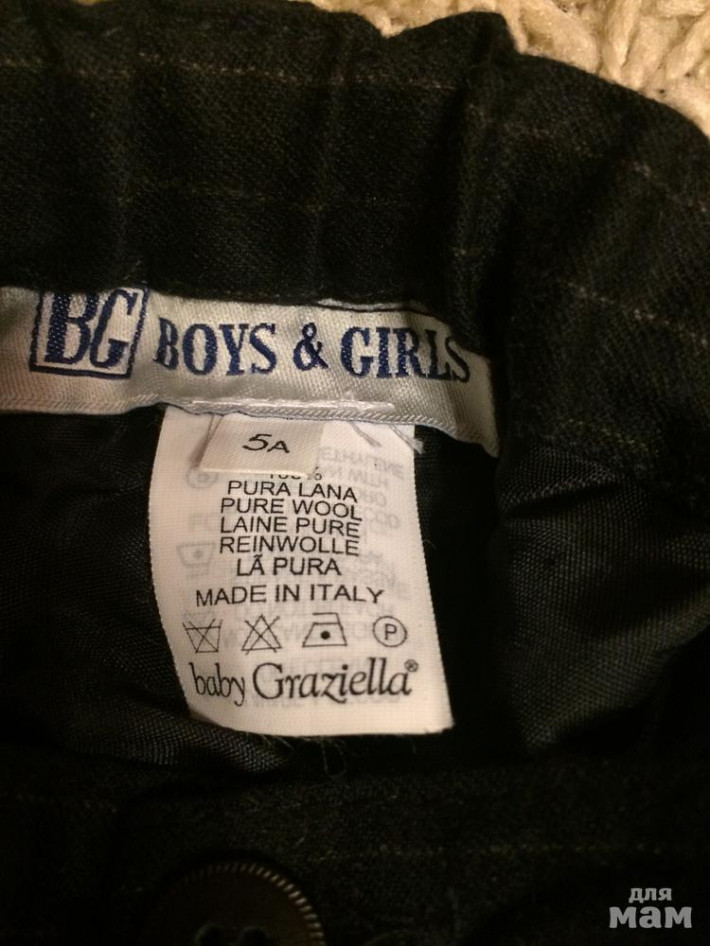 BG BOYS & GIRLS
5A
100%
PURA LANA
PURE WOOL
LAINE PURE
REINWOLLE
LÃ PURA
MADE IN ITALY
P
baby Graziella®
для
мам